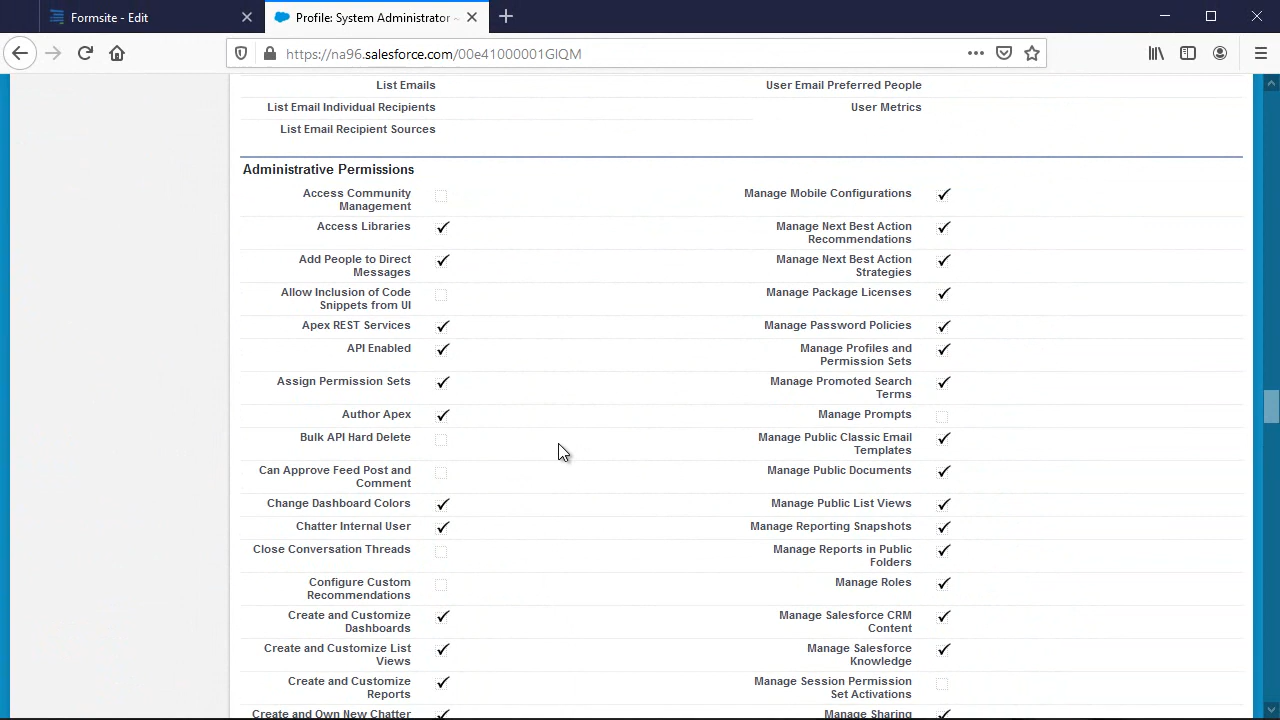 Formsite - Edit
Profile: System Administrator ~
https://na96.salesforce.com/00e41000001GlQM
List Emails
User Email Preferred People
List Email Individual Recipients
User Metrics
List Email Recipient Sources
Administrative Permissions
Access Community
Management
Manage Mobile Configurations
Access Libraries
Manage Next Best Action
Recommendations
Add People to Direct
Messages
Manage Next Best Action
Strategies
Allow Inclusion of Code
Snippets from UI
Manage Package Licenses
Apex REST Services
Manage Password Policies
API Enabled
Manage Profiles and
Permission Sets
Assign Permission Sets
Manage Promoted Search
Terms
Author Apex
Manage Prompts
Bulk API Hard Delete
Manage Public Classic Email
Templates
Can Approve Feed Post and
Comment
Manage Public Documents
Change Dashboard Colors
Manage Public List Views
Chatter Internal User
Manage Reporting Snapshots
Close Conversation Threads
Manage Reports in Public
Folders
Configure Custom
Recommendations
Manage Roles
Create and Customize
Dashboards
Manage Salesforce CRM
Content
Create and Customize List
Views
Manage Salesforce
Knowledge
Create and Customize
Reports
Manage Session Permission
Set Activations
Create and Own New Chatter
Manage Sharing